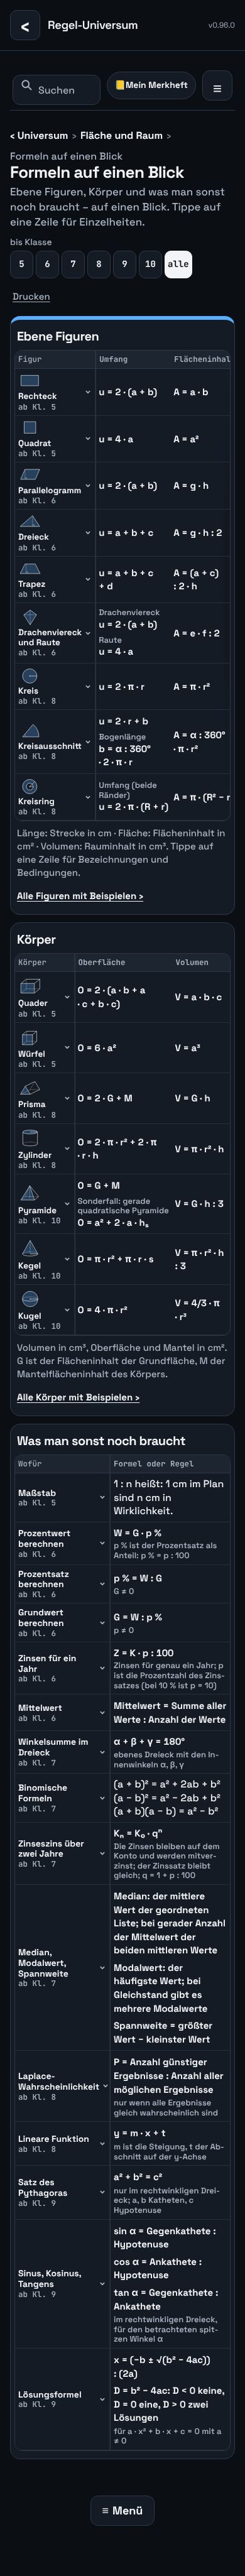 Regel-Universum
v0.96.0
Suchen
Mein Merkheft
≡
< Universum > Fläche und Raum >
Formeln auf einen Blick
Formeln auf einen Blick
Ebene Figuren, Körper und was man sonst
noch braucht – auf einen Blick. Tippe auf
eine Zeile für Einzelheiten.
bis Klasse
5 6 7 8 9 10 alle
Drucken
Ebene Figuren
Figur Umfang Flächeninhal
Rechteck
ab Kl. 5
u = 2 · (a + b) A = a · b
Quadrat
ab Kl. 5
u = 4 · a A = a²
Parallelogramm
ab Kl. 6
u = 2 · (a + b) A = g · h
Dreieck
ab Kl. 6
u = a + b + c A = g · h : 2
Trapez
ab Kl. 6
u = a + b + c
+ d
A = (a + c)
: 2 · h
Drachenviereck
und Raute
ab Kl. 6
Drachenviereck
u = 2 · (a + b)
Raute
u = 4 · a
A = e · f : 2
Kreis
ab Kl. 8
u = 2 · π · r A = π · r²
Kreisausschnitt
ab Kl. 8
u = 2 · r + b
Bogenlänge
b = α : 360°
· 2 · π · r
A = α : 360°
· π · r²
Kreisring
ab Kl. 8
Umfang (beide
Ränder)
u = 2 · π · (R + r)
A = π · (R² − r
Länge: Strecke in cm · Fläche: Flächeninhalt in
cm² · Volumen: Rauminhalt in cm³. Tippe auf
eine Zeile für Bezeichnungen und
Bedingungen.
Alle Figuren mit Beispielen >
Körper
Körper Oberfläche Volumen
Quader
ab Kl. 5
O = 2 · (a · b + a
· c + b · c)
V = a · b · c
Würfel
ab Kl. 5
O = 6 · a² V = a³
Prisma
ab Kl. 8
O = 2 · G + M V = G · h
Zylinder
ab Kl. 8
O = 2 · π · r² + 2 · π
· r · h
V = π · r² · h
Pyramide
ab Kl. 10
O = G + M
Sonderfall: gerade
quadratische Pyramide
O = a² + 2 · a · hₛ
V = G · h : 3
Kegel
ab Kl. 10
O = π · r² + π · r · s
V = π · r² · h
: 3
Kugel
ab Kl. 10
O = 4 · π · r²
V = 4/3 · π
· r³
Volumen in cm³, Oberfläche und Mantel in cm².
G ist der Flächeninhalt der Grundfläche, M der
Mantelflächeninhalt des Körpers.
Alle Körper mit Beispielen >
Was man sonst noch braucht
Wofür Formel oder Regel
Maßstab
ab Kl. 5
1 : n heißt: 1 cm im Plan
sind n cm in
Wirklichkeit.
Prozentwert
berechnen
ab Kl. 6
W = G · p %
p % ist der Prozentsatz als
Anteil: p % = p : 100
Prozentsatz
berechnen
ab Kl. 6
p % = W : G
G ≠ 0
Grundwert
berechnen
ab Kl. 6
G = W : p %
p ≠ 0
Zinsen für ein
Jahr
ab Kl. 6
Z = K · p : 100
Zinsen für genau ein Jahr; p
ist die Prozentzahl des Zins-
satzes (bei 10 % ist p = 10)
Mittelwert
ab Kl. 6
Mittelwert = Summe aller
Werte : Anzahl der Werte
Winkelsumme im
Dreieck
ab Kl. 7
α + β + γ = 180°
ebenes Dreieck mit den In-
nenwinkeln α, β, γ
Binomische
Formeln
ab Kl. 7
(a + b)² = a² + 2ab + b²
(a − b)² = a² − 2ab + b²
(a + b)(a − b) = a² − b²
Zinseszins über
zwei Jahre
ab Kl. 7
Kₙ = K₀ · qⁿ
Die Zinsen bleiben auf dem
Konto und werden mitver-
zinst; der Zinssatz bleibt
gleich; q = 1 + p : 100
Median,
Modalwert,
Spannweite
ab Kl. 7
Median: der mittlere
Wert der geordneten
Liste; bei gerader Anzahl
der Mittelwert der
beiden mittleren Werte
Modalwert: der
häufigste Wert; bei
Gleichstand gibt es
mehrere Modalwerte
Spannweite = größter
Wert − kleinster Wert
Laplace-
Wahrscheinlichkeit
ab Kl. 8
P = Anzahl günstiger
Ergebnisse : Anzahl aller
möglichen Ergebnisse
nur wenn alle Ergebnisse
gleich wahrscheinlich sind
Lineare Funktion
ab Kl. 8
y = m · x + t
m ist die Steigung, t der Ab-
schnitt auf der y-Achse
Satz des
Pythagoras
ab Kl. 9
a² + b² = c²
nur im rechtwinkligen Drei-
eck; a, b Katheten, c
Hypotenuse
Sinus, Kosinus,
Tangens
ab Kl. 9
sin α = Gegenkathete :
Hypotenuse
cos α = Ankathete :
Hypotenuse
tan α = Gegenkathete :
Ankathete
im rechtwinkligen Dreieck,
für den betrachteten spit-
zen Winkel α
Lösungsformel
ab Kl. 9
x = (−b ± √(b² − 4ac))
: (2a)
D = b² − 4ac: D < 0 keine,
D = 0 eine, D > 0 zwei
Lösungen
für a · x² + b · x + c = 0 mit a
≠ 0
≡ Menü